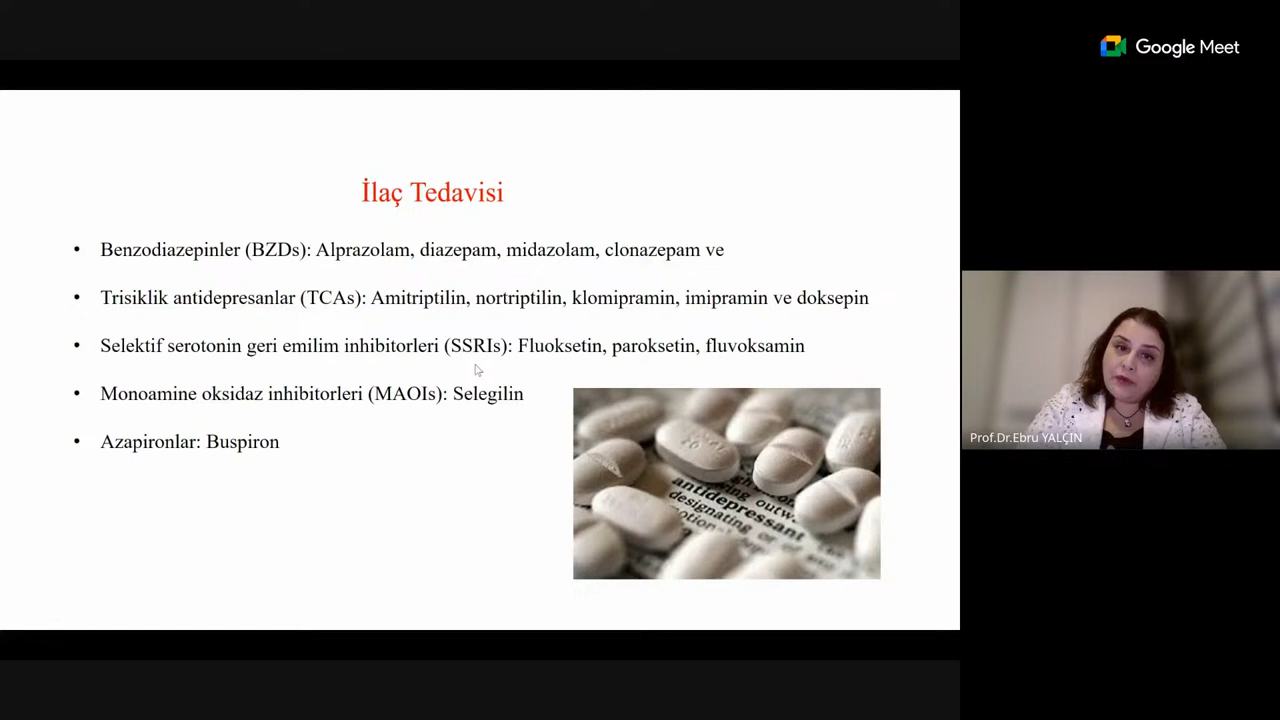 Google Meet
İlaç Tedavisi
• Benzodiazepinler (BZDs): Alprazolam, diazepam, midazolam, clonazepam ve
• Trisiklik antidepresanlar (TCAs): Amitriptilin, nortriptilin, klomipramin, imipramin ve doksepin
• Selektif serotonin geri emilim inhibitorleri (SSRIs): Fluoksetin, paroksetin, fluvoksamin
• Monoamine oksidaz inhibitorleri (MAOIs): Selegilin
• Azapironlar: Buspiron
outw
antidepressant
designating
Prof.Dr.Ebru YALÇIN